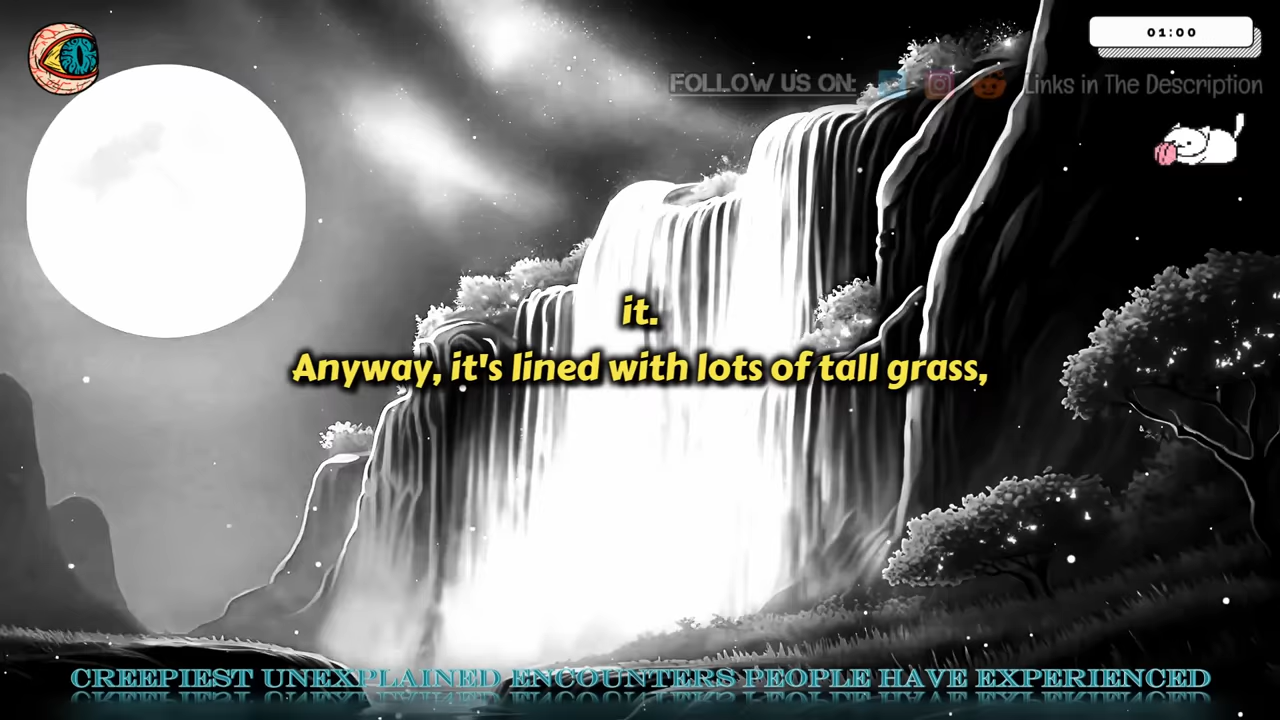 01:00
FOLLOW US ON: Links in The Description
it.
Anyway, it's lined with lots of tall grass,
CREEPIEST UNEXPLAINED ENCOUNTERS PEOPLE HAVE EXPERIENCED